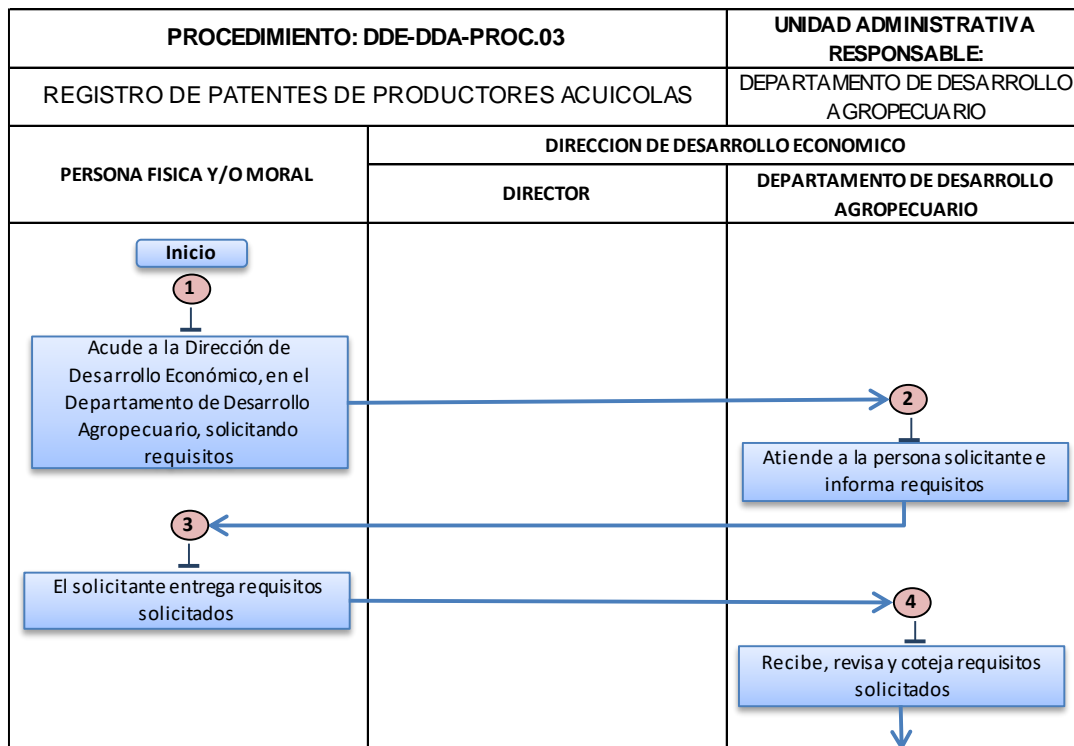 PROCEDIMIENTO: DDE-DDA-PROC.03
UNIDAD ADMINISTRATIVA
RESPONSABLE:
REGISTRO DE PATENTES DE PRODUCTORES ACUICOLAS
DEPARTAMENTO DE DESARROLLO
AGROPECUARIO
PERSONA FISICA Y/O MORAL
DIRECCION DE DESARROLLO ECONOMICO
DIRECTOR
DEPARTAMENTO DE DESARROLLO
AGROPECUARIO
Inicio
1
Acude a la Dirección de
Desarrollo Económico, en el
Departamento de Desarrollo
Agropecuario, solicitando
requisitos
2
Atiende a la persona solicitante e
informa requisitos
3
El solicitante entrega requisitos
solicitados
4
Recibe, revisa y coteja requisitos
solicitados